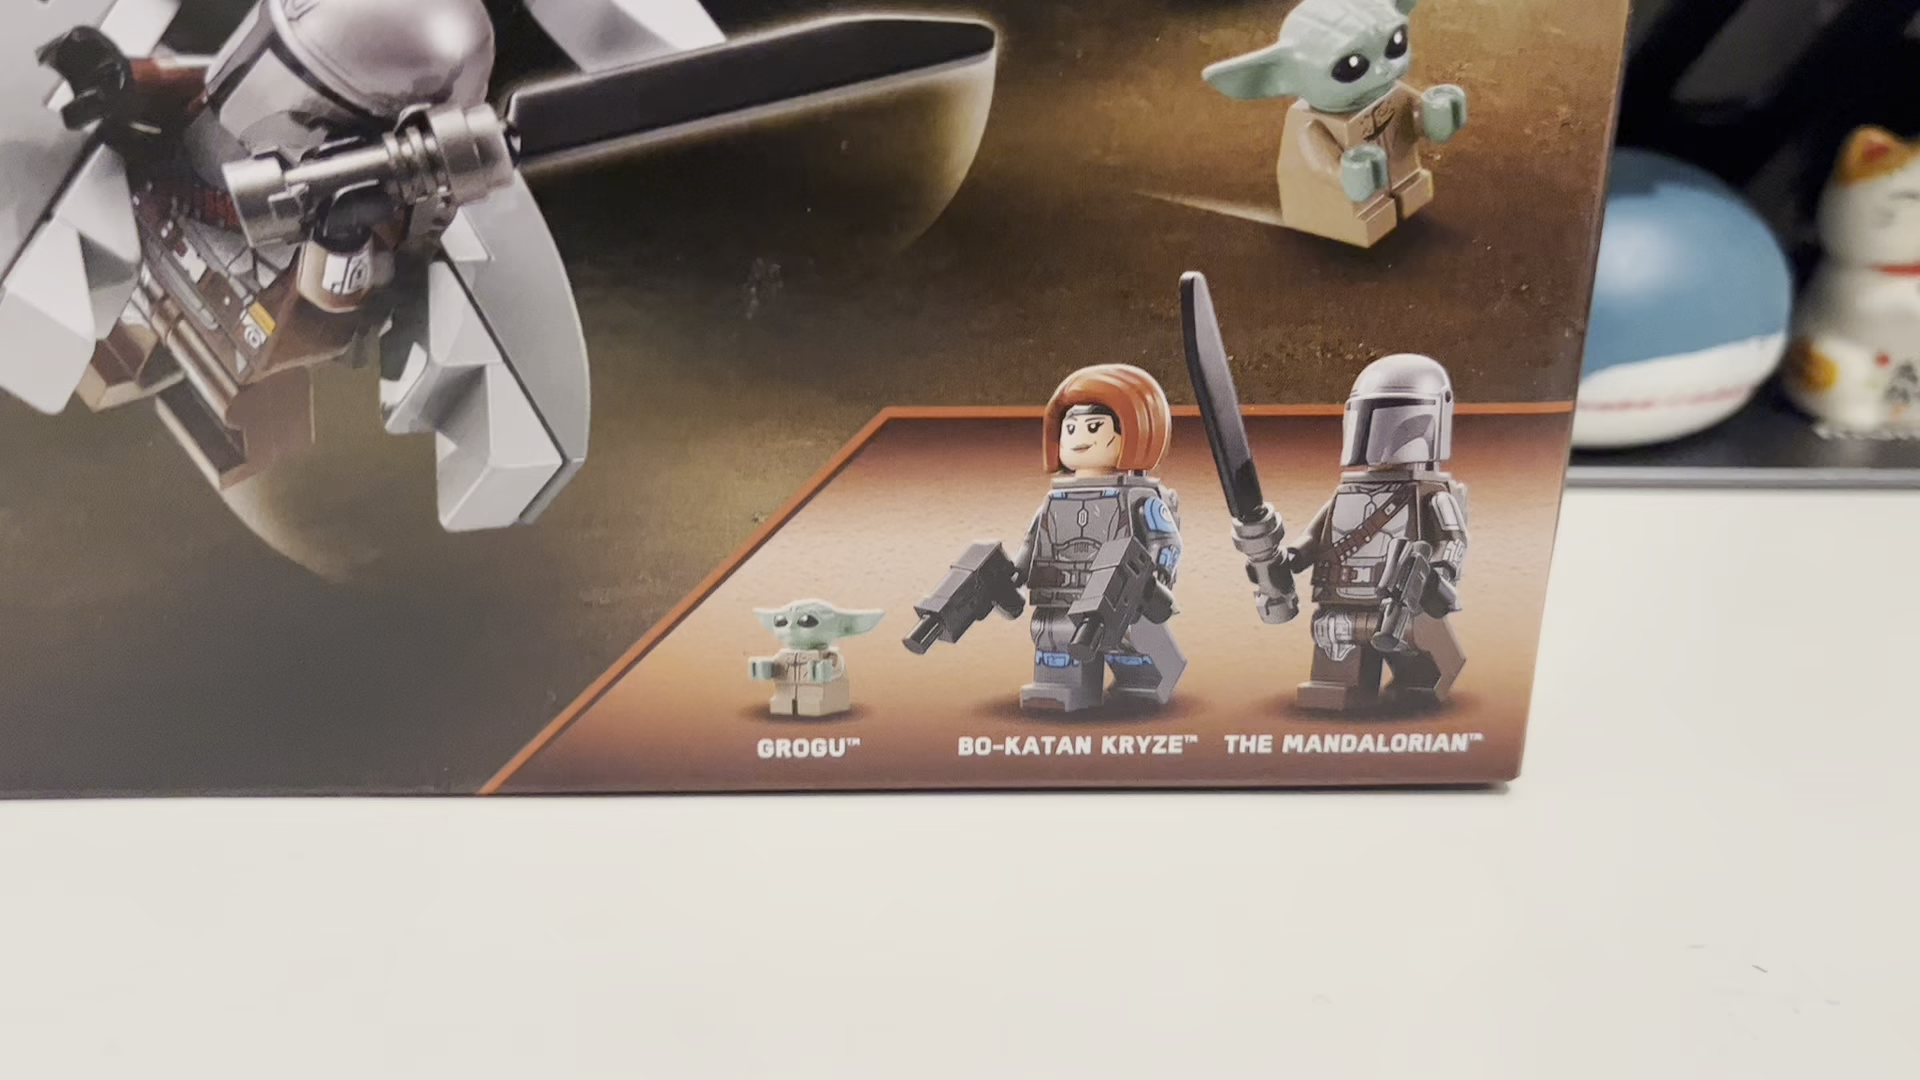 GROGU™
BO-KATAN KRYZE™
THE MANDALORIAN™